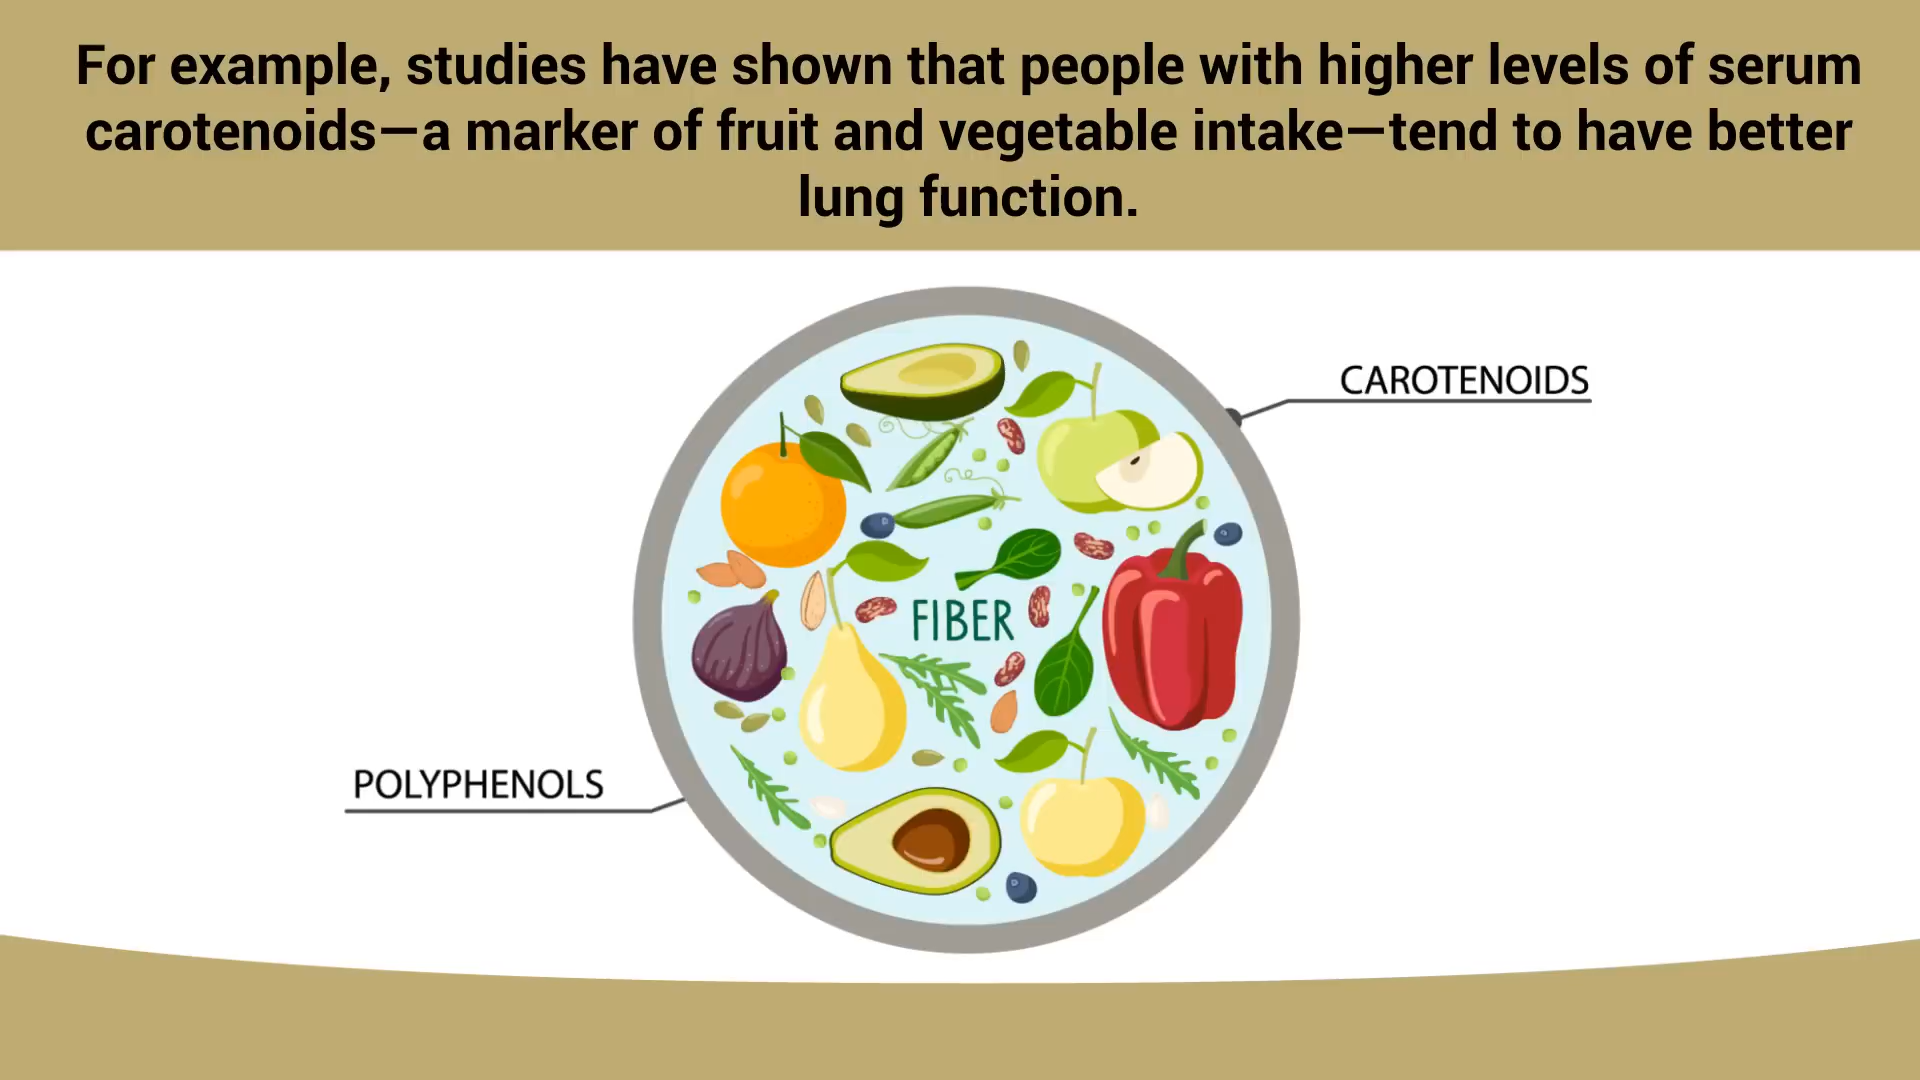 For example, studies have shown that people with higher levels of serum
carotenoids—a marker of fruit and vegetable intake—tend to have better
lung function.
CAROTENOIDS
FIBER
POLYPHENOLS